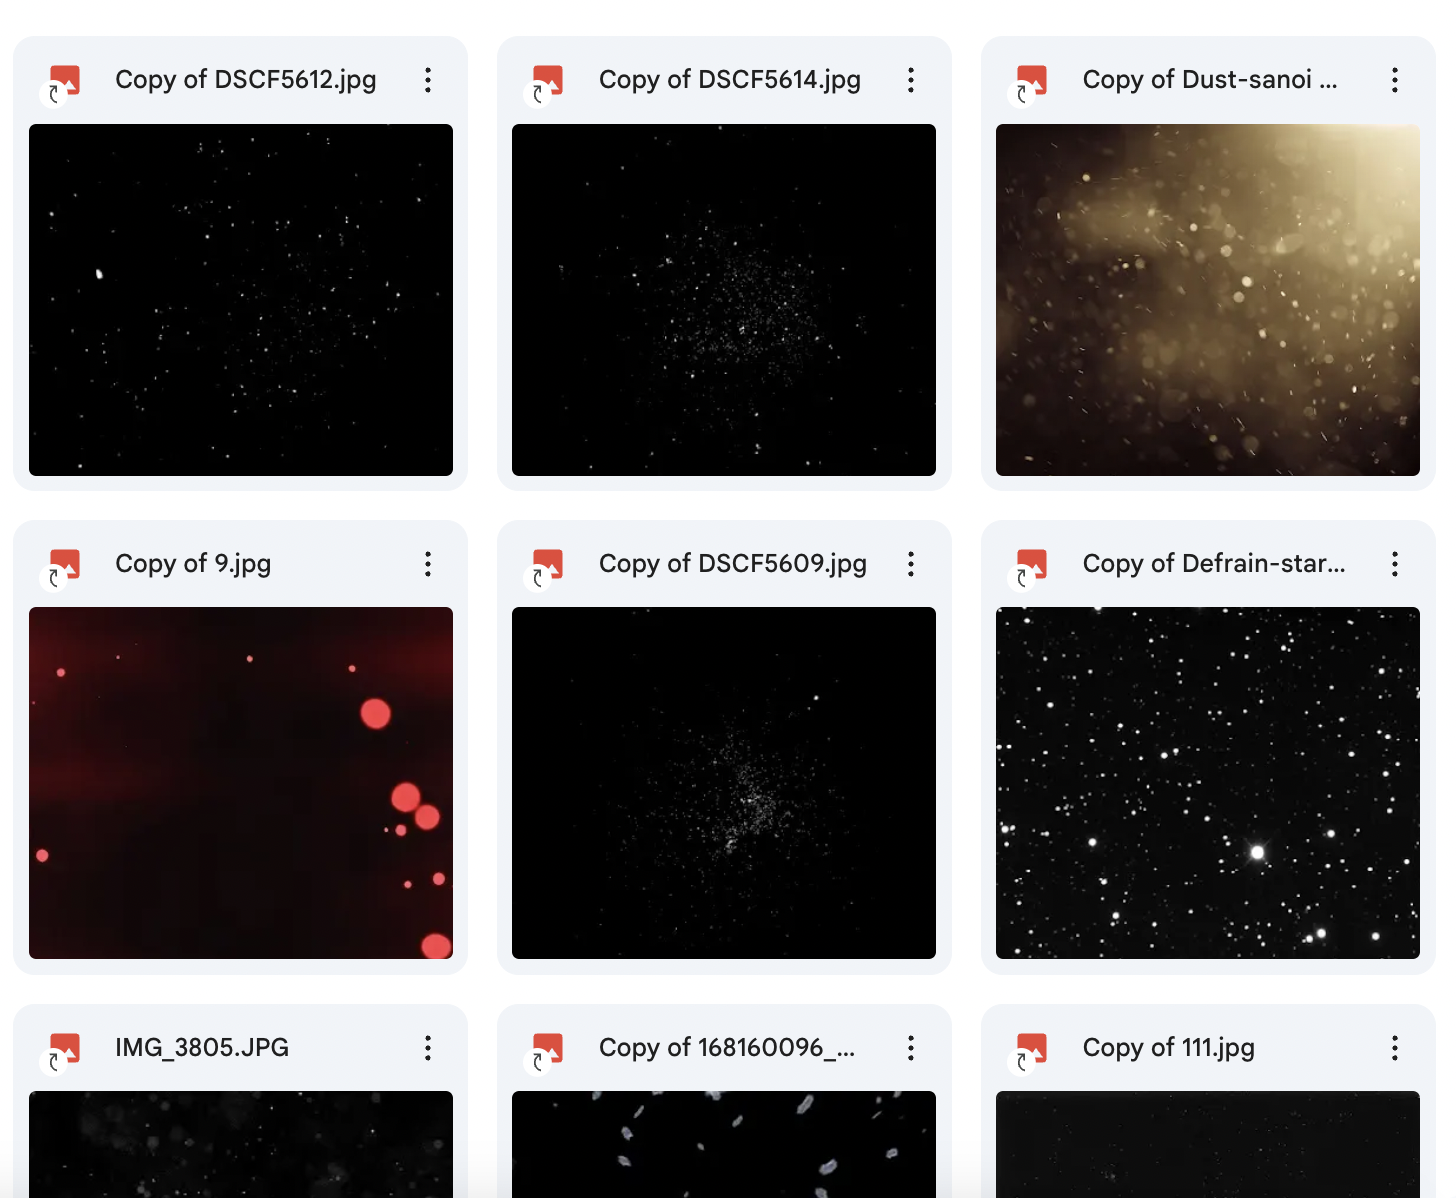 Copy of DSCF5612.jpg
Copy of DSCF5614.jpg
Copy of Dust-sanoi ...
Copy of 9.jpg
Copy of DSCF5609.jpg
Copy of Defrain-star...
IMG_3805.JPG
Copy of 168160096_...
Copy of 111.jpg